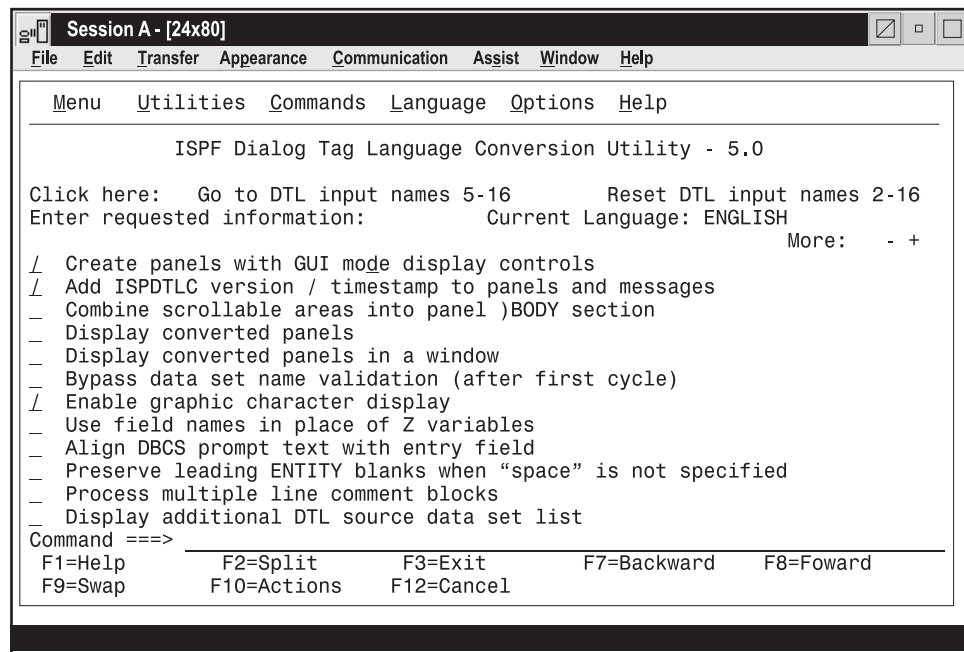 Session A - [24x80]
File Edit Transfer Appearance Communication Assist Window Help
Menu Utilities Commands Language Options Help
ISPF Dialog Tag Language Conversion Utility - 5.0
Click here: Go to DTL input names 5-16 Reset DTL input names 2-16
Enter requested information: Current Language: ENGLISH
More: - +
/ Create panels with GUI mode display controls
/ Add ISPDTLC version / timestamp to panels and messages
_ Combine scrollable areas into panel )BODY section
_ Display converted panels
_ Display converted panels in a window
_ Bypass data set name validation (after first cycle)
/ Enable graphic character display
_ Use field names in place of Z variables
_ Align DBCS prompt text with entry field
_ Preserve leading ENTITY blanks when “space” is not specified
_ Process multiple line comment blocks
_ Display additional DTL source data set list
Command ===>
F1=Help F2=Split F3=Exit F7=Backward F8=Foward
F9=Swap F10=Actions F12=Cancel